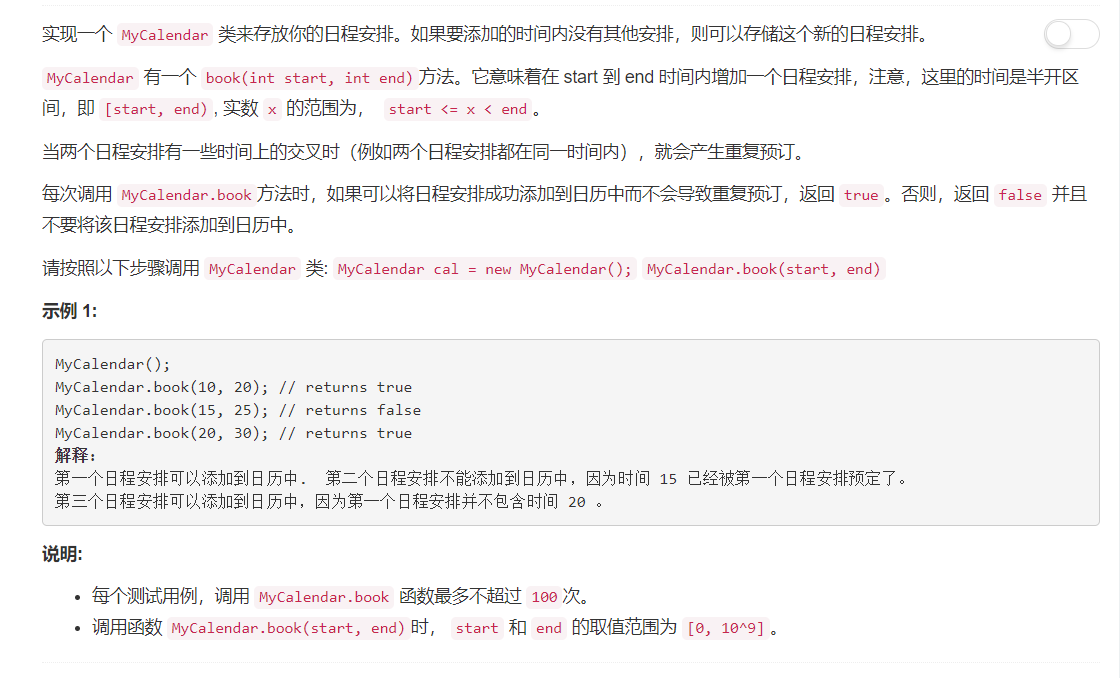 实现一个 MyCalendar 类来存放你的日程安排。如果要添加的时间内没有其他安排，则可以存储这个新的日程安排。
MyCalendar 有一个 book(int start, int end)方法。它意味着在 start 到 end 时间内增加一个日程安排，注意，这里的时间是半开区
间，即 [start, end), 实数 x 的范围为， start <= x < end。
当两个日程安排有一些时间上的交叉时（例如两个日程安排都在同一时间内），就会产生重复预订。
每次调用 MyCalendar.book方法时，如果可以将日程安排成功添加到日历中而不会导致重复预订，返回 true。否则，返回 false 并且
不要将该日程安排添加到日历中。
请按照以下步骤调用 MyCalendar 类: MyCalendar cal = new MyCalendar(); MyCalendar.book(start, end)
示例 1:
MyCalendar();
MyCalendar.book(10, 20); // returns true
MyCalendar.book(15, 25); // returns false
MyCalendar.book(20, 30); // returns true
解释:
第一个日程安排可以添加到日历中. 第二个日程安排不能添加到日历中，因为时间 15 已经被第一个日程安排预定了。
第三个日程安排可以添加到日历中，因为第一个日程安排并不包含时间 20 。
说明:
• 每个测试用例，调用 MyCalendar.book 函数最多不超过 100次。
• 调用函数 MyCalendar.book(start, end)时， start 和 end 的取值范围为 [0, 10^9]。